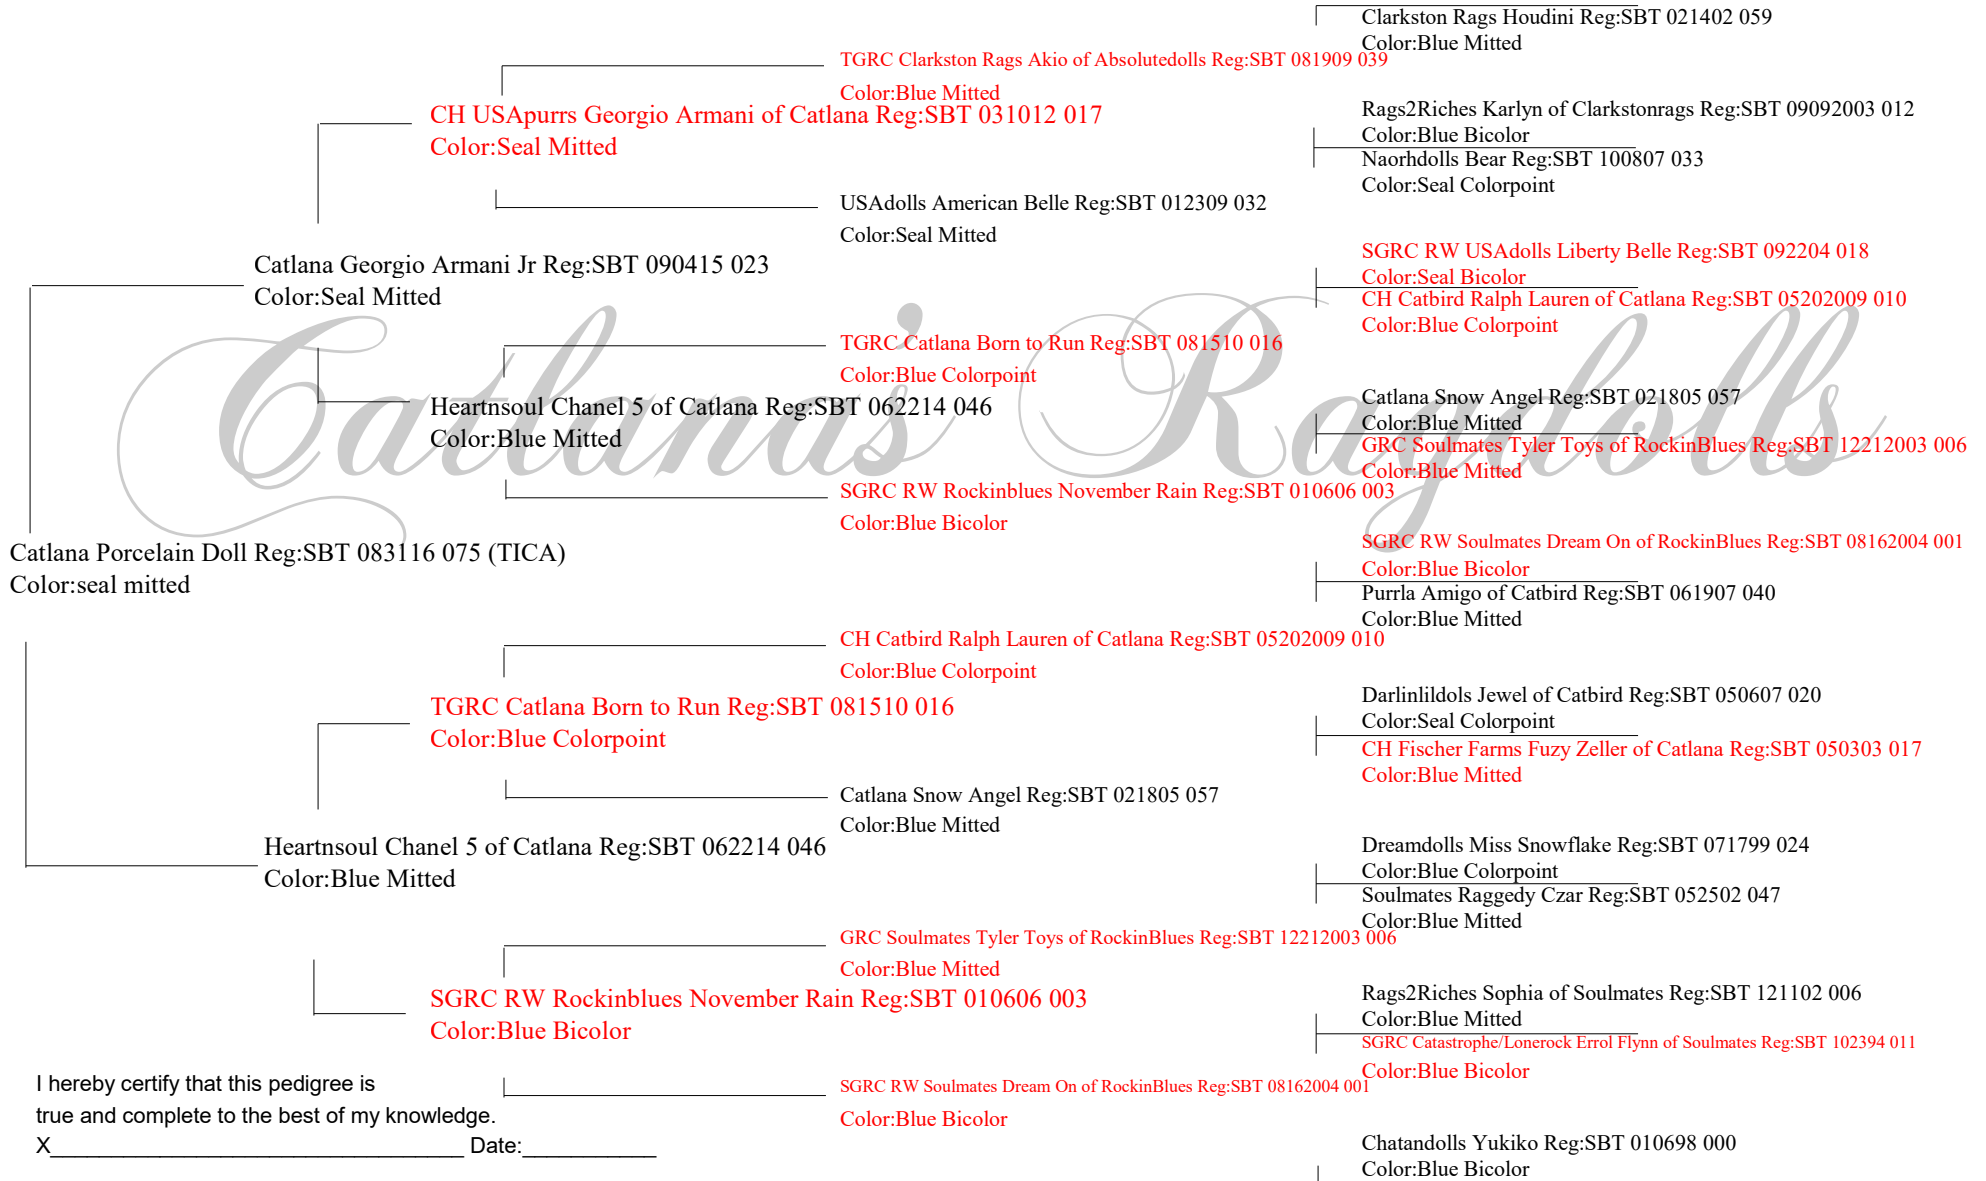 Clarkston Rags Houdini Reg:SBT 021402 059
Color:Blue Mitted
TGRC Clarkston Rags Akio of Absolutedolls Reg:SBT 081909 039
Color:Blue Mitted
CH USApurrs Georgio Armani of Catlana Reg:SBT 031012 017
Color:Seal Mitted
Rags2Riches Karlyn of Clarkstonrags Reg:SBT 09092003 012
Color:Blue Bicolor
Naorhdolls Bear Reg:SBT 100807 033
Color:Seal Colorpoint
USAdolls American Belle Reg:SBT 012309 032
Color:Seal Mitted
SGRC RW USAdolls Liberty Belle Reg:SBT 092204 018
Color:Seal Bicolor
Catlana Georgio Armani Jr Reg:SBT 090415 023
Color:Seal Mitted
CH Catbird Ralph Lauren of Catlana Reg:SBT 05202009 010
Color:Blue Colorpoint
TGRC Catlana Born to Run Reg:SBT 081510 016
Color:Blue Colorpoint
Catlanas' Ragdolls
Heartnsoul Chanel 5 of Catlana Reg:SBT 062214 046
Color:Blue Mitted
Catlana Snow Angel Reg:SBT 021805 057
Color:Blue Mitted
GRC Soulmates Tyler Toys of RockinBlues Reg:SBT 12212003 006
Color:Blue Mitted
SGRC RW Rockinblues November Rain Reg:SBT 010606 003
Color:Blue Bicolor
SGRC RW Soulmates Dream On of RockinBlues Reg:SBT 08162004 001
Color:Blue Bicolor
Catlana Porcelain Doll Reg:SBT 083116 075 (TICA)
Color:seal mitted
Purrla Amigo of Catbird Reg:SBT 061907 040
Color:Blue Mitted
CH Catbird Ralph Lauren of Catlana Reg:SBT 05202009 010
Color:Blue Colorpoint
TGRC Catlana Born to Run Reg:SBT 081510 016
Color:Blue Colorpoint
Darlinlildols Jewel of Catbird Reg:SBT 050607 020
Color:Seal Colorpoint
CH Fischer Farms Fuzy Zeller of Catlana Reg:SBT 050303 017
Color:Blue Mitted
Catlana Snow Angel Reg:SBT 021805 057
Color:Blue Mitted
Heartnsoul Chanel 5 of Catlana Reg:SBT 062214 046
Color:Blue Mitted
Dreamdolls Miss Snowflake Reg:SBT 071799 024
Color:Blue Colorpoint
Soulmates Raggedy Czar Reg:SBT 052502 047
Color:Blue Mitted
GRC Soulmates Tyler Toys of RockinBlues Reg:SBT 12212003 006
Color:Blue Mitted
SGRC RW Rockinblues November Rain Reg:SBT 010606 003
Color:Blue Bicolor
Rags2Riches Sophia of Soulmates Reg:SBT 121102 006
Color:Blue Mitted
SGRC Catastrophe/Lonerock Errol Flynn of Soulmates Reg:SBT 102394 011
Color:Blue Bicolor
SGRC RW Soulmates Dream On of RockinBlues Reg:SBT 08162004 001
Color:Blue Bicolor
I hereby certify that this pedigree is
true and complete to the best of my knowledge.
X__________________________________ Date:___________
Chatandolls Yukiko Reg:SBT 010698 000
Color:Blue Bicolor